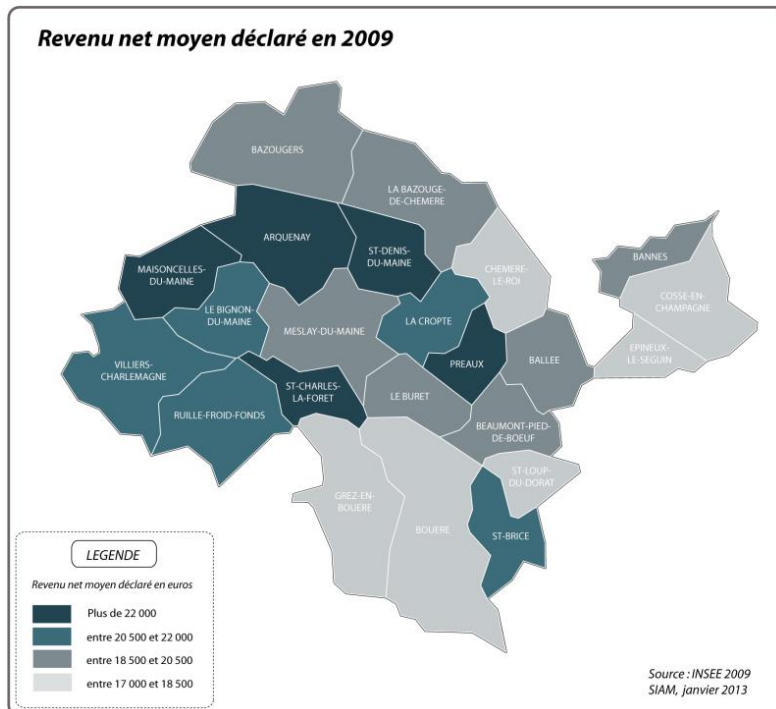 Revenu net moyen déclaré en 2009
BAZOUGERS
LA BAZOUGE-
DE-CHEMERE
ARQUENAY
ST-DENIS-
DU-MAINE
CHEMERE-
LE-ROI
BANNES
MAISONCELLES-
DU-MAINE
COSSE-EN-
CHAMPAGNE
LE BIGNON-
DU-MAINE
MESLAY-DU-MAINE
LA CROPTE
EPINEUX-
LE-SEGUIN
VILLIERS-
CHARLEMAGNE
PREAUX
BALLEE
ST-CHARLES-
LA-FORET
LE BURET
RUILLE-FROID-FONDS
BEAUMONT-PIED-
DE-BOEUF
ST-LOUP-
DU-DORAT
GREZ-EN-
BOUERE
BOUERE
ST-BRICE
LEGENDE
Revenu net moyen déclaré en euros
Plus de 22 000
entre 20 500 et 22 000
entre 18 500 et 20 500
entre 17 000 et 18 500
Source : INSEE 2009
SIAM, janvier 2013